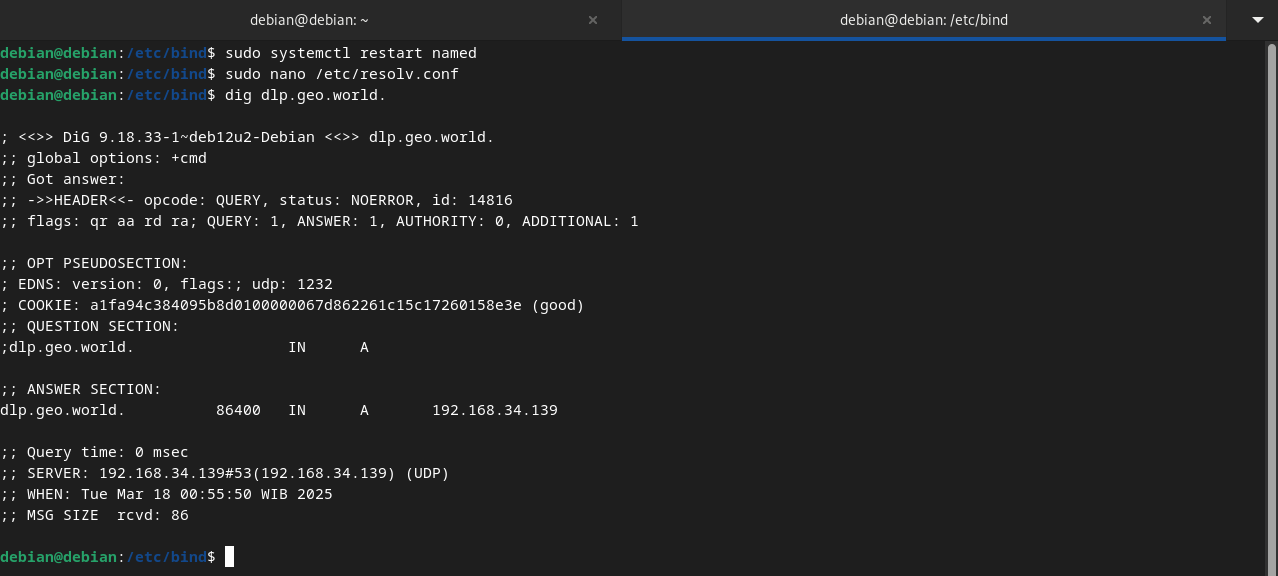 debian@debian: ~ × debian@debian: /etc/bind ×
debian@debian:/etc/bind$ sudo systemctl restart named
debian@debian:/etc/bind$ sudo nano /etc/resolv.conf
debian@debian:/etc/bind$ dig dlp.geo.world.

; <<>> DiG 9.18.33-1~deb12u2-Debian <<>> dlp.geo.world.
;; global options: +cmd
;; Got answer:
;; ->>HEADER<<- opcode: QUERY, status: NOERROR, id: 14816
;; flags: qr aa rd ra; QUERY: 1, ANSWER: 1, AUTHORITY: 0, ADDITIONAL: 1

;; OPT PSEUDOSECTION:
; EDNS: version: 0, flags:; udp: 1232
; COOKIE: a1fa94c384095b8d0100000067d862261c15c17260158e3e (good)
;; QUESTION SECTION:
;dlp.geo.world.                 IN      A

;; ANSWER SECTION:
dlp.geo.world.          86400   IN      A       192.168.34.139

;; Query time: 0 msec
;; SERVER: 192.168.34.139#53(192.168.34.139) (UDP)
;; WHEN: Tue Mar 18 00:55:50 WIB 2025
;; MSG SIZE  rcvd: 86

debian@debian:/etc/bind$